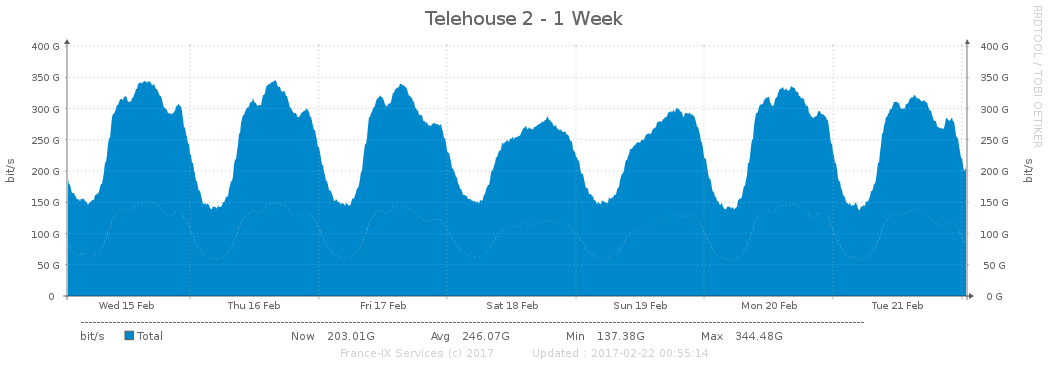 Telehouse 2 - 1 Week
RRDTOOL / TOBI OETIKER
400 G 400 G
350 G 350 G
300 G 300 G
250 G 250 G
200 G 200 G
150 G 150 G
100 G 100 G
50 G 50 G
0 0 G
bit/s
bit/s
Wed 15 Feb Thu 16 Feb Fri 17 Feb Sat 18 Feb Sun 19 Feb Mon 20 Feb Tue 21 Feb
bit/s Total Now 203.01G Avg 246.07G Min 137.38G Max 344.48G
France-IX Services (c) 2017 Updated : 2017-02-22 00:55:14